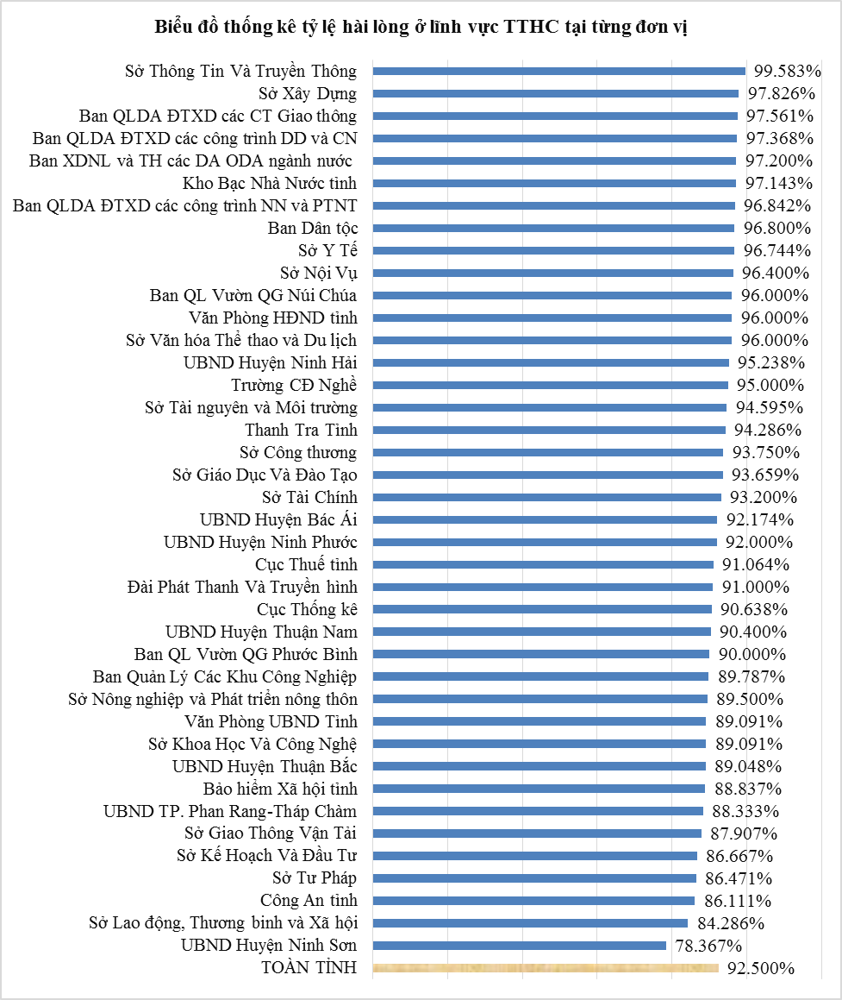 Biểu đồ thống kê tỷ lệ hài lòng ở lĩnh vực TTHC tại từng đơn vị
Sở Thông Tin Và Truyền Thông 99.583%
Sở Xây Dựng 97.826%
Ban QLDA ĐTXD các CT Giao thông 97.561%
Ban QLDA ĐTXD các công trình DD và CN 97.368%
Ban XDNL và TH các DA ODA ngành nước 97.200%
Kho Bạc Nhà Nước tỉnh 97.143%
Ban QLDA ĐTXD các công trình NN và PTNT 96.842%
Ban Dân tộc 96.800%
Sở Y Tế 96.744%
Sở Nội Vụ 96.400%
Ban QL Vườn QG Núi Chúa 96.000%
Văn Phòng HĐND tỉnh 96.000%
Sở Văn hóa Thể thao và Du lịch 96.000%
UBND Huyện Ninh Hải 95.238%
Trường CĐ Nghề 95.000%
Sở Tài nguyên và Môi trường 94.595%
Thanh Tra Tỉnh 94.286%
Sở Công thương 93.750%
Sở Giáo Dục Và Đào Tạo 93.659%
Sở Tài Chính 93.200%
UBND Huyện Bác Ái 92.174%
UBND Huyện Ninh Phước 92.000%
Cục Thuế tỉnh 91.064%
Đài Phát Thanh Và Truyền hình 91.000%
Cục Thống kê 90.638%
UBND Huyện Thuận Nam 90.400%
Ban QL Vườn QG Phước Bình 90.000%
Ban Quản Lý Các Khu Công Nghiệp 89.787%
Sở Nông nghiệp và Phát triển nông thôn 89.500%
Văn Phòng UBND Tỉnh 89.091%
Sở Khoa Học Và Công Nghệ 89.091%
UBND Huyện Thuận Bắc 89.048%
Bảo hiểm Xã hội tỉnh 88.837%
UBND TP. Phan Rang-Tháp Chàm 88.333%
Sở Giao Thông Vận Tải 87.907%
Sở Kế Hoạch Và Đầu Tư 86.667%
Sở Tư Pháp 86.471%
Công An tỉnh 86.111%
Sở Lao động, Thương binh và Xã hội 84.286%
UBND Huyện Ninh Sơn 78.367%
TOÀN TỈNH 92.500%